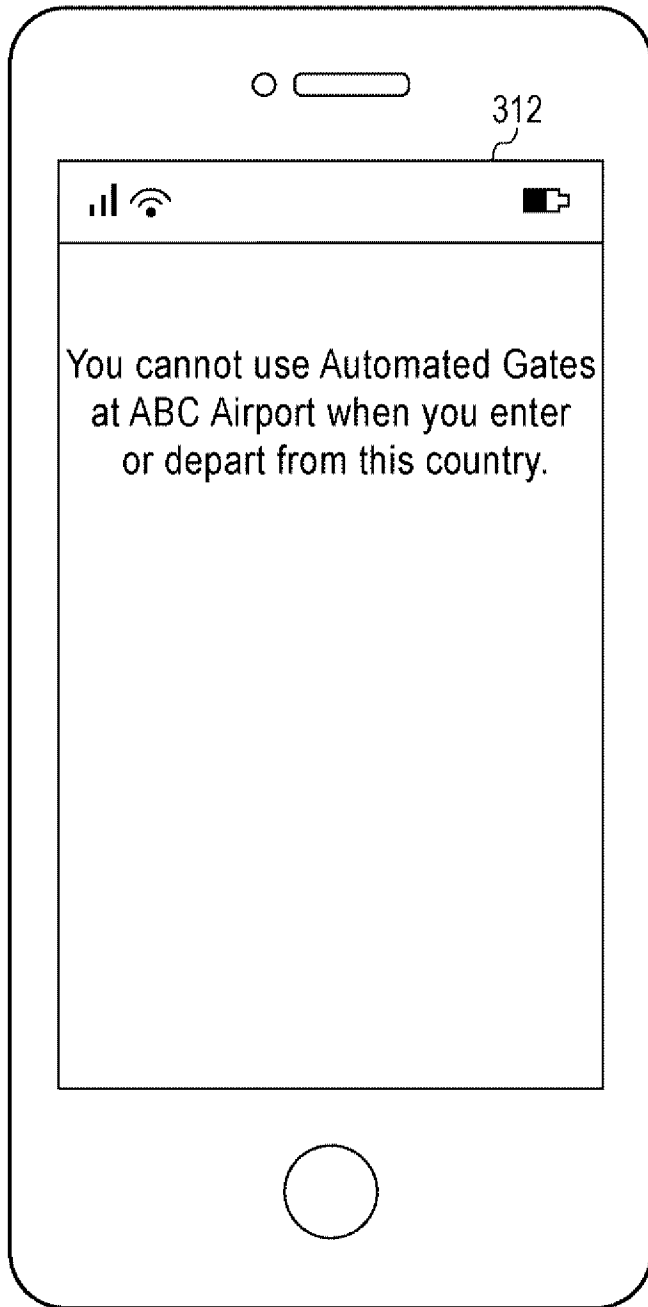 312
You cannot use Automated Gates
at ABC Airport when you enter
or depart from this country.